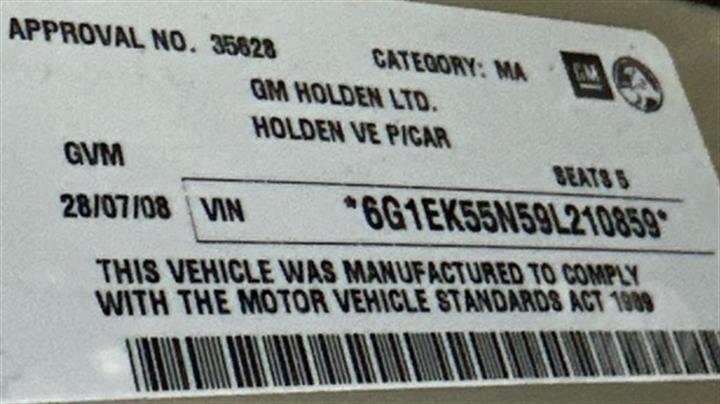 APPROVAL NO. 35628
CATEGORY: MA
GM
GM HOLDEN LTD.
HOLDEN VE P/CAR
GVM
SEATS 5
28/07/08 VIN *6G1EK55N59L210859*
THIS VEHICLE WAS MANUFACTURED TO COMPLY
WITH THE MOTOR VEHICLE STANDARDS ACT 1989